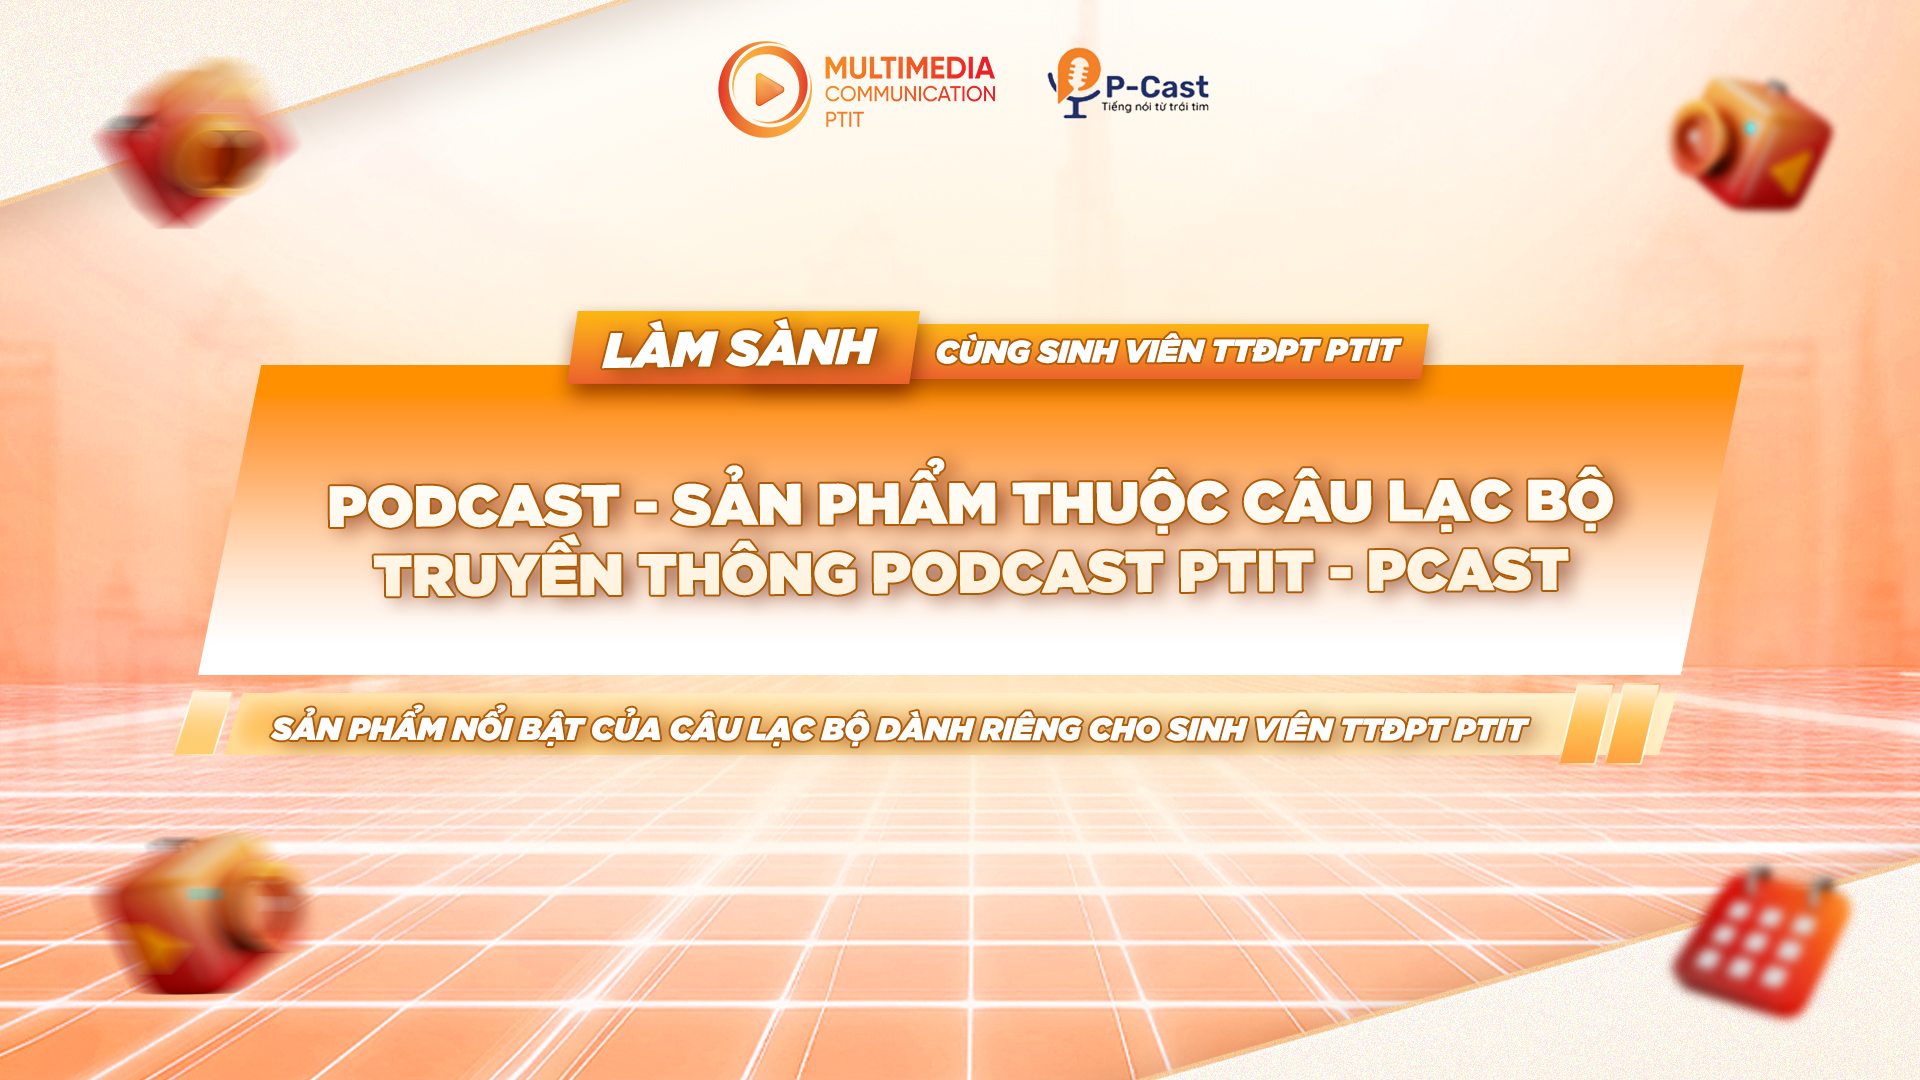 MULTIMEDIA
COMMUNICATION
PTIT
P-Cast
Tiếng nói từ trái tim
LÀM SÀNH
CÙNG SINH VIÊN TTĐPT PTIT
PODCAST - SẢN PHẨM THUỘC CÂU LẠC BỘ
TRUYỀN THÔNG PODCAST PTIT - PCAST
SẢN PHẨM NỔI BẬT CỦA CÂU LẠC BỘ DÀNH RIÊNG CHO SINH VIÊN TTĐPT PTIT